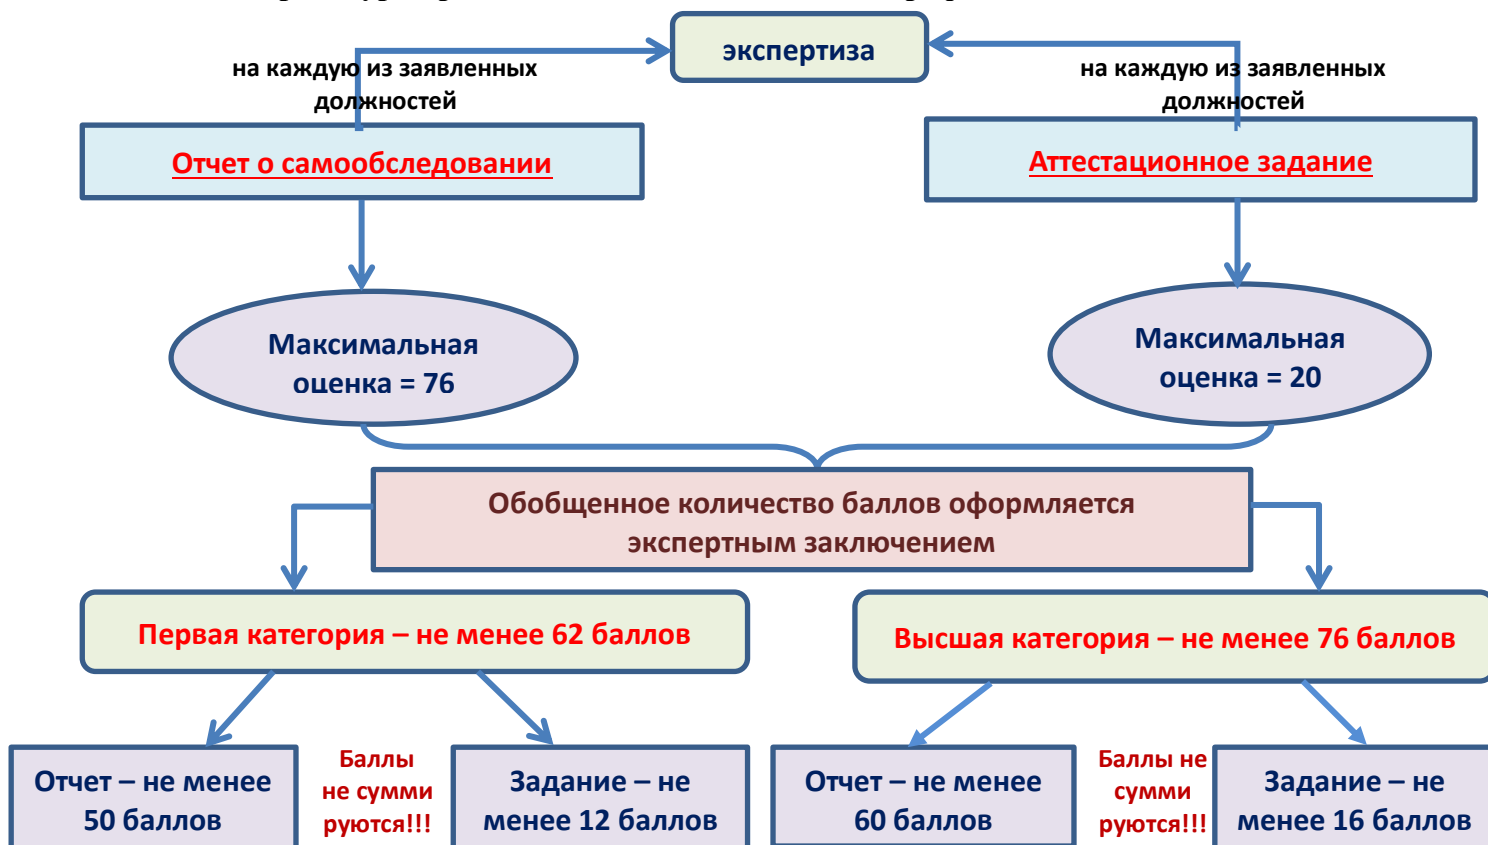 экспертиза
на каждую из заявленных
должностей
на каждую из заявленных
должностей
Отчет о самообследовании
Аттестационное задание
Максимальная
оценка = 76
Максимальная
оценка = 20
Обобщенное количество баллов оформляется
экспертным заключением
Первая категория – не менее 62 баллов
Высшая категория – не менее 76 баллов
Отчет – не менее
50 баллов
Баллы
не сумми
руются!!!
Задание – не
менее 12 баллов
Отчет – не менее
60 баллов
Баллы не
сумми
руются!!!
Задание – не
менее 16 баллов